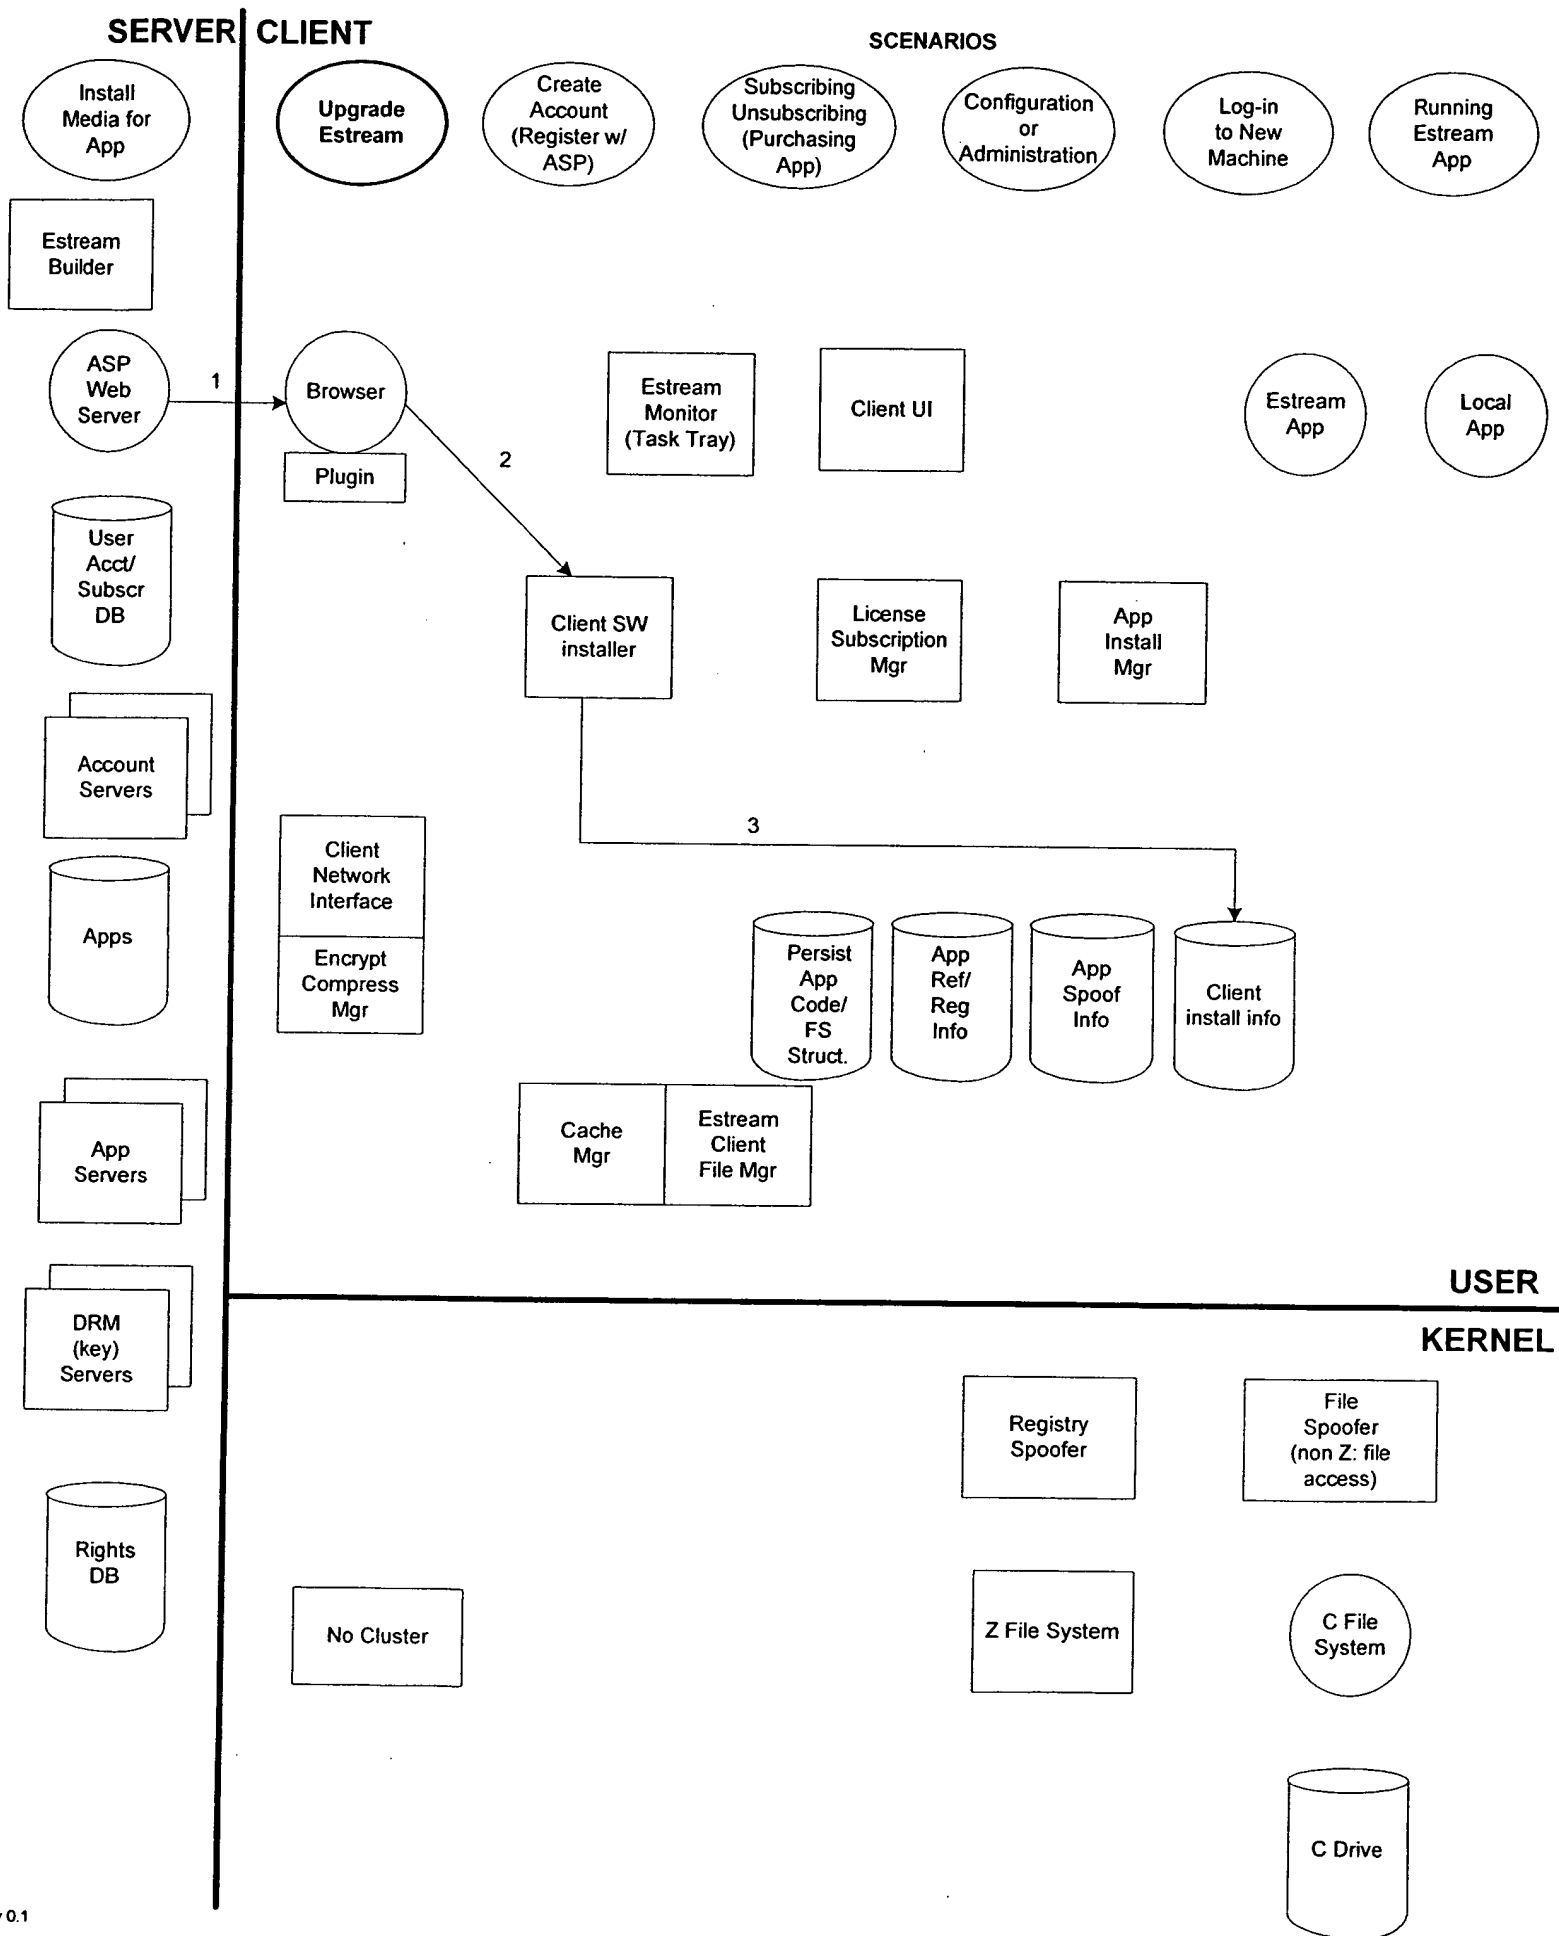 SERVER CLIENT
SCENARIOS
Install
Media for
App
Upgrade
Estream
Create
Account
(Register w/
ASP)
Subscribing
Unsubscribing
(Purchasing
App)
Configuration
or
Administration
Log-in
to New
Machine
Running
Estream
App
Estream
Builder
ASP
Web
Server
1
Browser
Plugin
2
Estream
Monitor
(Task Tray)
Client UI
Estream
App
Local
App
User
Acct/
Subscr
DB
Client SW
installer
License
Subscription
Mgr
App
Install
Mgr
Account
Servers
3
Client
Network
Interface
Encrypt
Compress
Mgr
Apps
Persist
App
Code/
FS
Struct.
App
Ref/
Reg
Info
App
Spoof
Info
Client
install info
Cache
Mgr
Estream
Client
File Mgr
App
Servers
USER
KERNEL
DRM
(key)
Servers
Registry
Spoofer
File
Spoofer
(non Z: file
access)
Rights
DB
No Cluster
Z File System
C File
System
C Drive
0.1